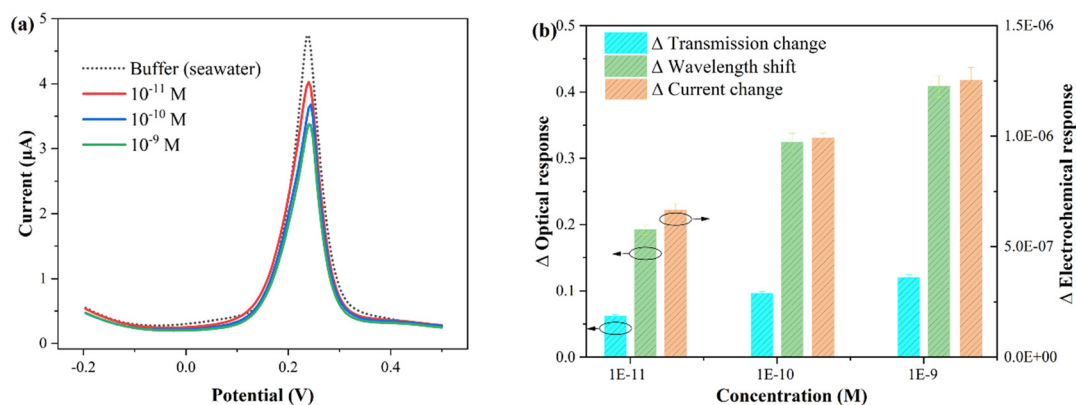 (a)
5
4
3
2
1
0
Current (μA)
Buffer (seawater)
10⁻¹¹ M
10⁻¹⁰ M
10⁻⁹ M
-0.2
0.0
0.2
0.4
Potential (V)
(b)
0.5
0.4
0.3
0.2
0.1
0.0
Δ Optical response
Δ Transmission change
Δ Wavelength shift
Δ Current change
1.5E-06
1.0E-06
5.0E-07
0.0E+00
Δ Electrochemical response
1E-11
1E-10
1E-9
Concentration (M)